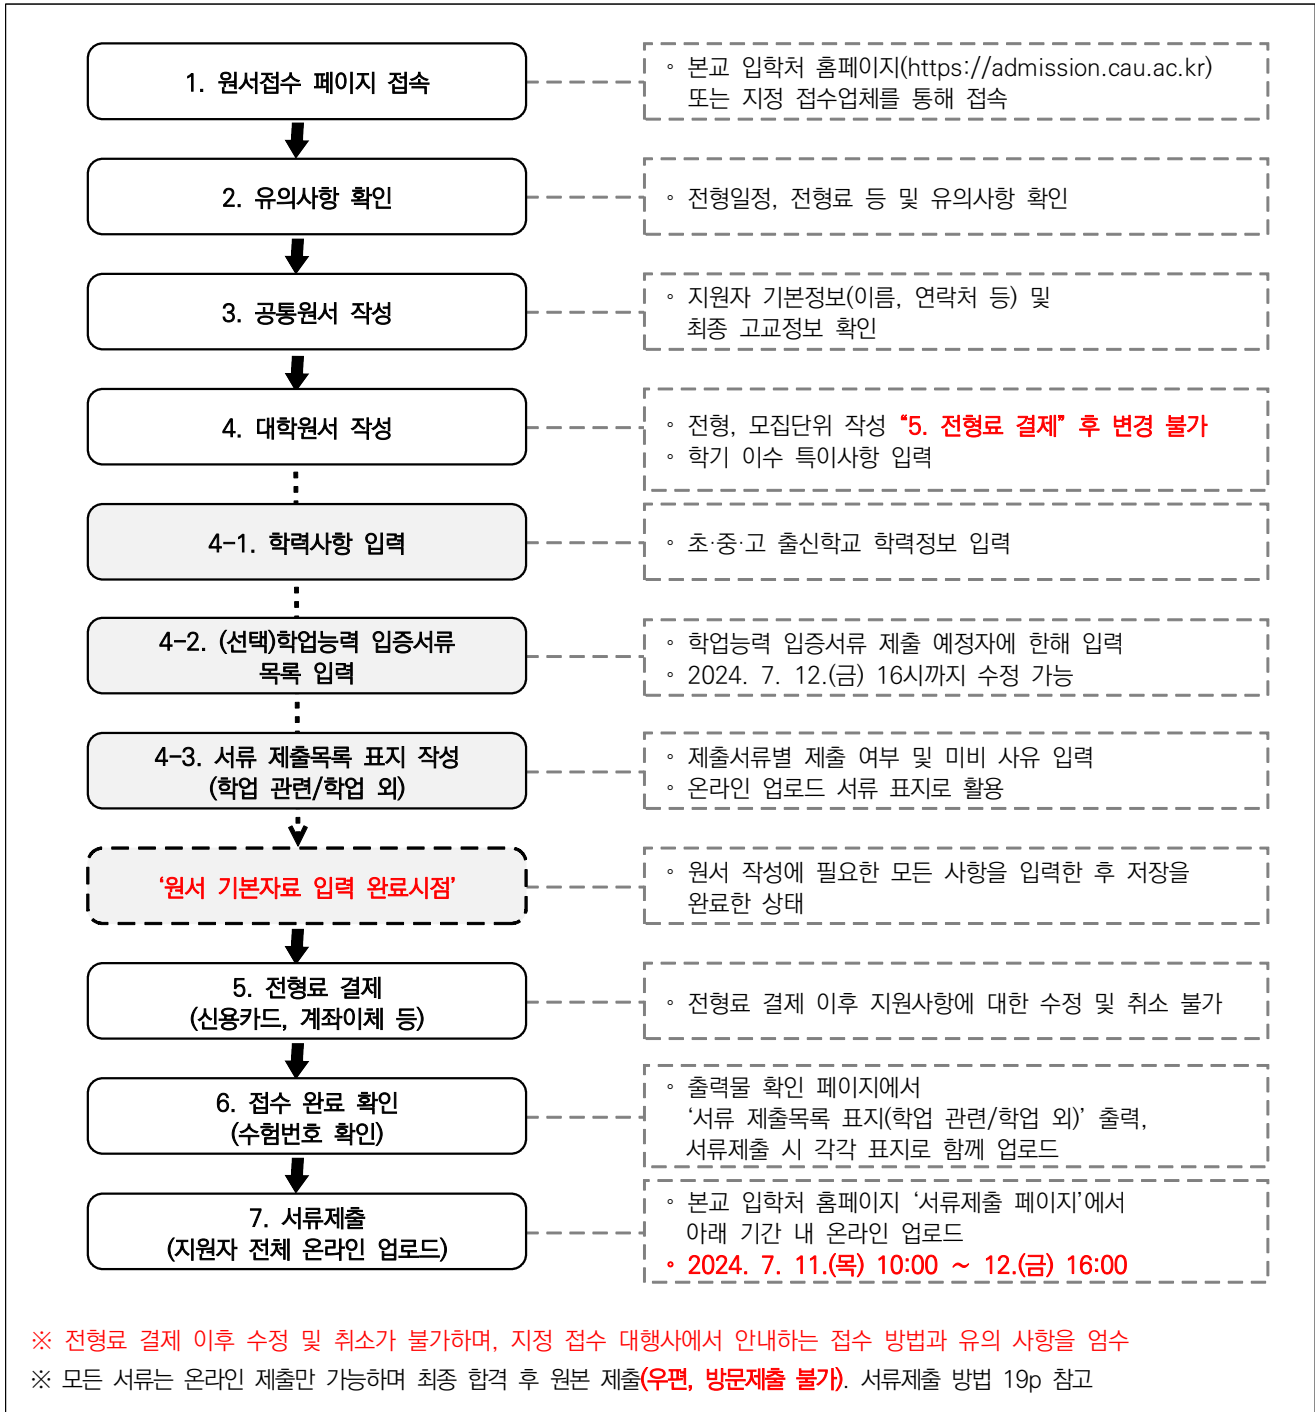 1. 원서접수 페이지 접속
◦ 본교 입학처 홈페이지(https://admission.cau.ac.kr)
또는 지정 접수업체를 통해 접속
2. 유의사항 확인
◦ 전형일정, 전형료 등 및 유의사항 확인
3. 공통원서 작성
◦ 지원자 기본정보(이름, 연락처 등) 및
최종 고교정보 확인
4. 대학원서 작성
◦ 전형, 모집단위 작성 “5. 전형료 결제” 후 변경 불가
◦ 학기 이수 특이사항 입력
4-1. 학력사항 입력
◦ 초·중·고 출신학교 학력정보 입력
4-2. (선택)학업능력 입증서류
목록 입력
◦ 학업능력 입증서류 제출 예정자에 한해 입력
◦ 2024. 7. 12.(금) 16시까지 수정 가능
4-3. 서류 제출목록 표지 작성
(학업 관련/학업 외)
◦ 제출서류별 제출 여부 및 미비 사유 입력
◦ 온라인 업로드 서류 표지로 활용
‘원서 기본자료 입력 완료시점’
◦ 원서 작성에 필요한 모든 사항을 입력한 후 저장을
완료한 상태
5. 전형료 결제
(신용카드, 계좌이체 등)
◦ 전형료 결제 이후 지원사항에 대한 수정 및 취소 불가
6. 접수 완료 확인
(수험번호 확인)
◦ 출력물 확인 페이지에서
‘서류 제출목록 표지(학업 관련/학업 외)’ 출력,
서류제출 시 각각 표지로 함께 업로드
7. 서류제출
(지원자 전체 온라인 업로드)
◦ 본교 입학처 홈페이지 ‘서류제출 페이지’에서
아래 기간 내 온라인 업로드
◦ 2024. 7. 11.(목) 10:00 ~ 12.(금) 16:00
※ 전형료 결제 이후 수정 및 취소가 불가하며, 지정 접수 대행사에서 안내하는 접수 방법과 유의 사항을 엄수
※ 모든 서류는 온라인 제출만 가능하며 최종 합격 후 원본 제출(우편, 방문제출 불가). 서류제출 방법 19p 참고